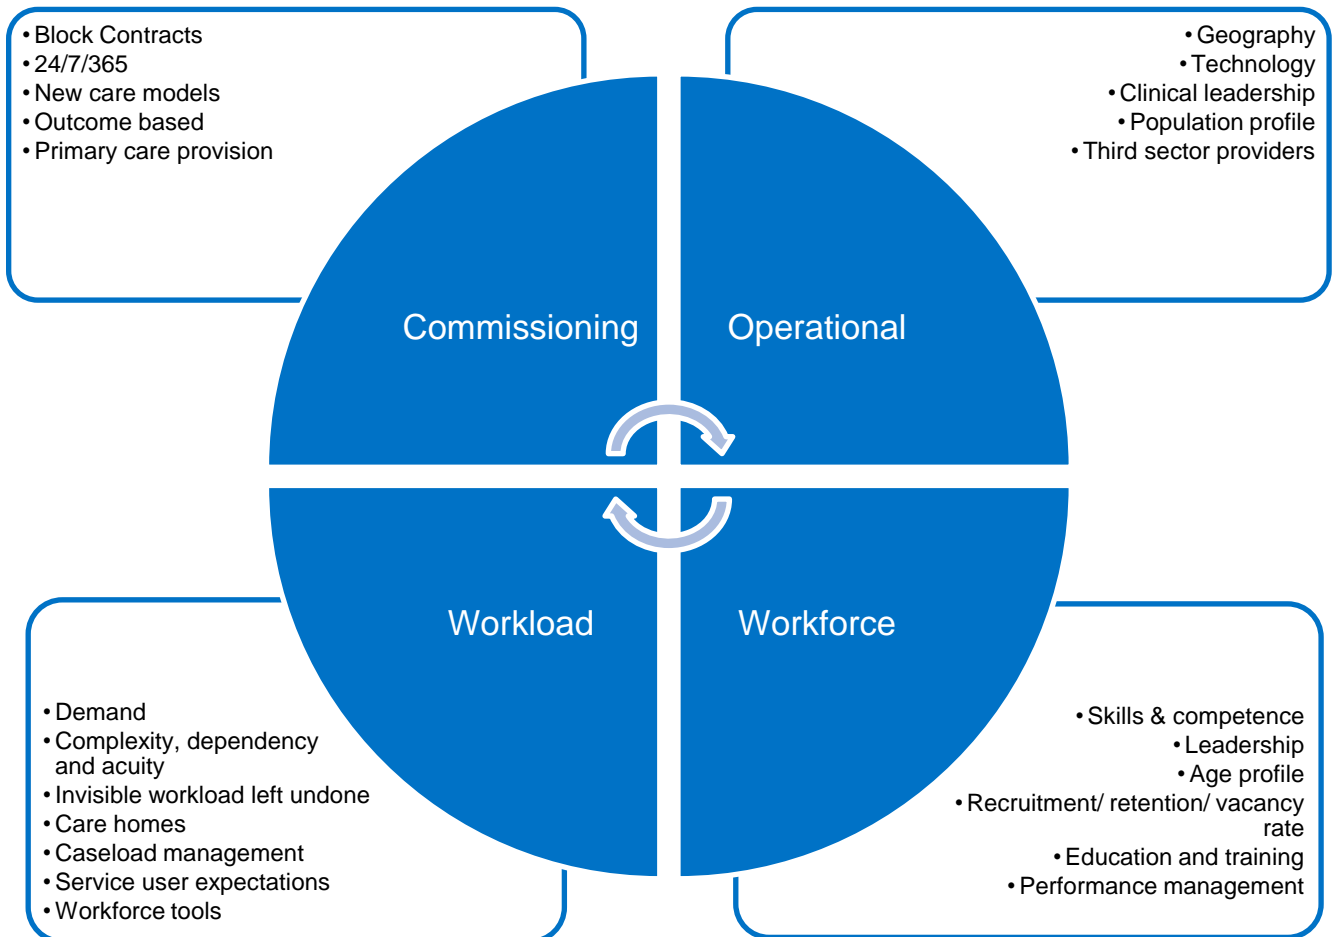 • Block Contracts
• 24/7/365
• New care models
• Outcome based
• Primary care provision
• Geography
• Technology
• Clinical leadership
• Population profile
• Third sector providers
Commissioning
Operational
Workload
Workforce
• Demand
• Complexity, dependency
and acuity
• Invisible workload left undone
• Care homes
• Caseload management
• Service user expectations
• Workforce tools
• Skills & competence
• Leadership
• Age profile
• Recruitment/ retention/ vacancy
rate
• Education and training
• Performance management